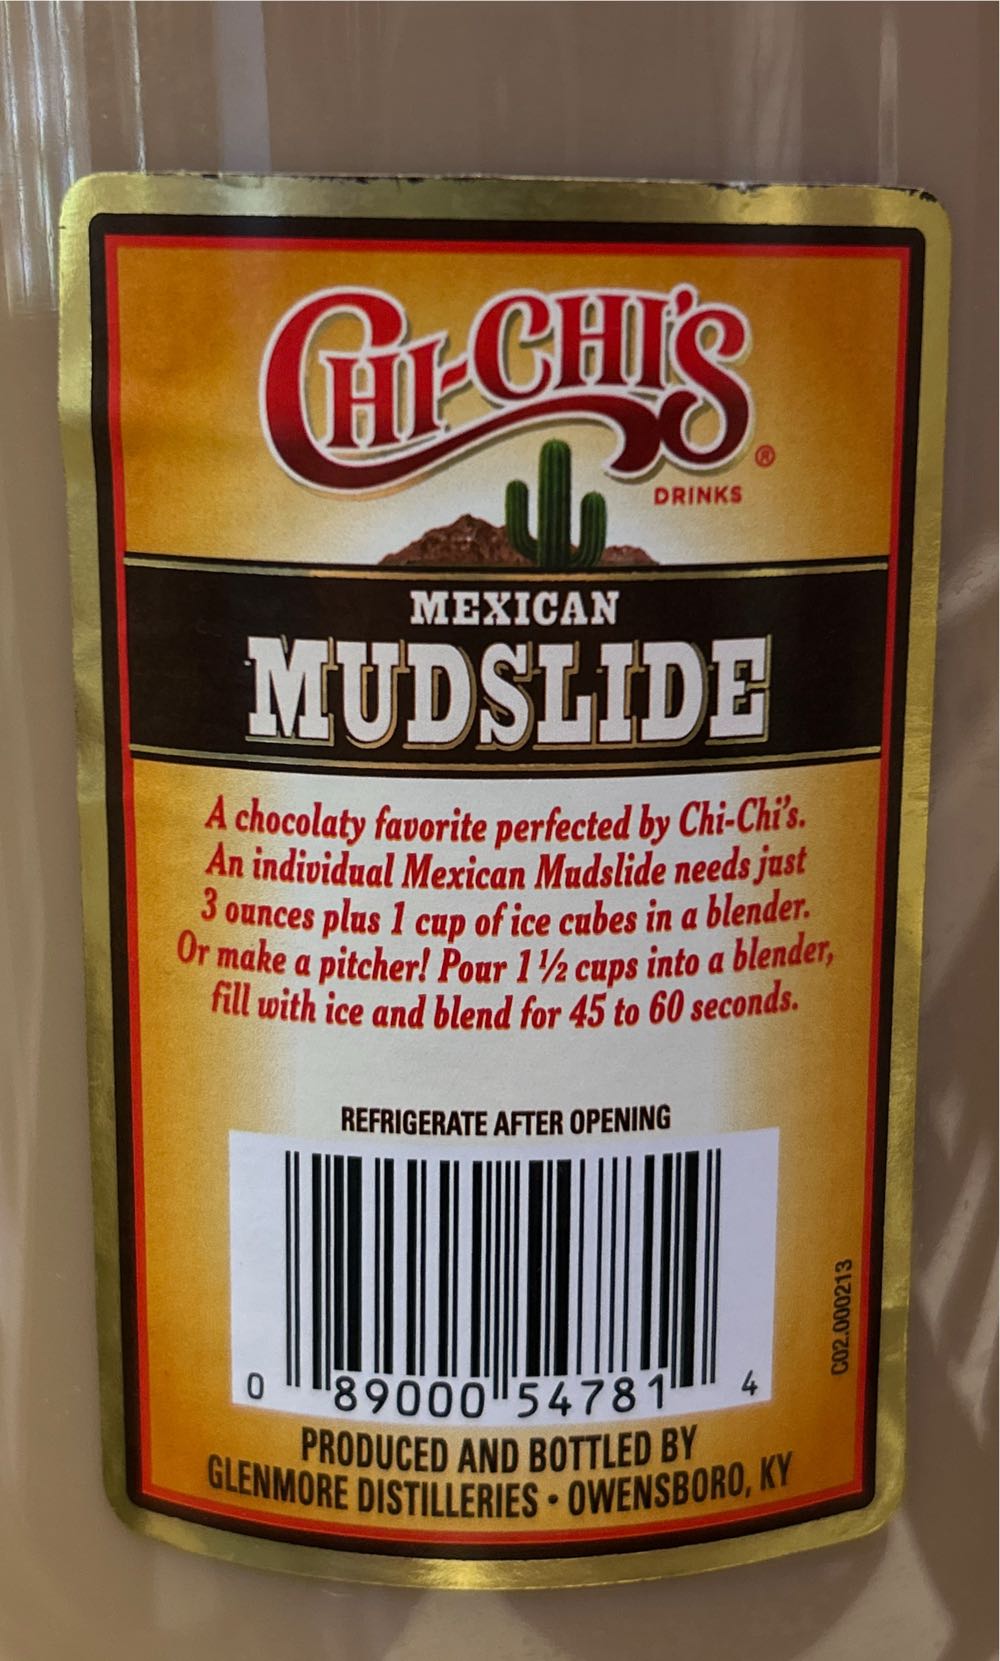 CHI-CHI'S
®
DRINKS
MEXICAN
MUDSLIDE
A chocolaty favorite perfected by Chi-Chi's.
An individual Mexican Mudslide needs just
3 ounces plus 1 cup of ice cubes in a blender.
Or make a pitcher! Pour 1 ½ cups into a blender,
fill with ice and blend for 45 to 60 seconds.
REFRIGERATE AFTER OPENING
0 89000 54781 4
C02.000213
PRODUCED AND BOTTLED BY
GLENMORE DISTILLERIES • OWENSBORO, KY